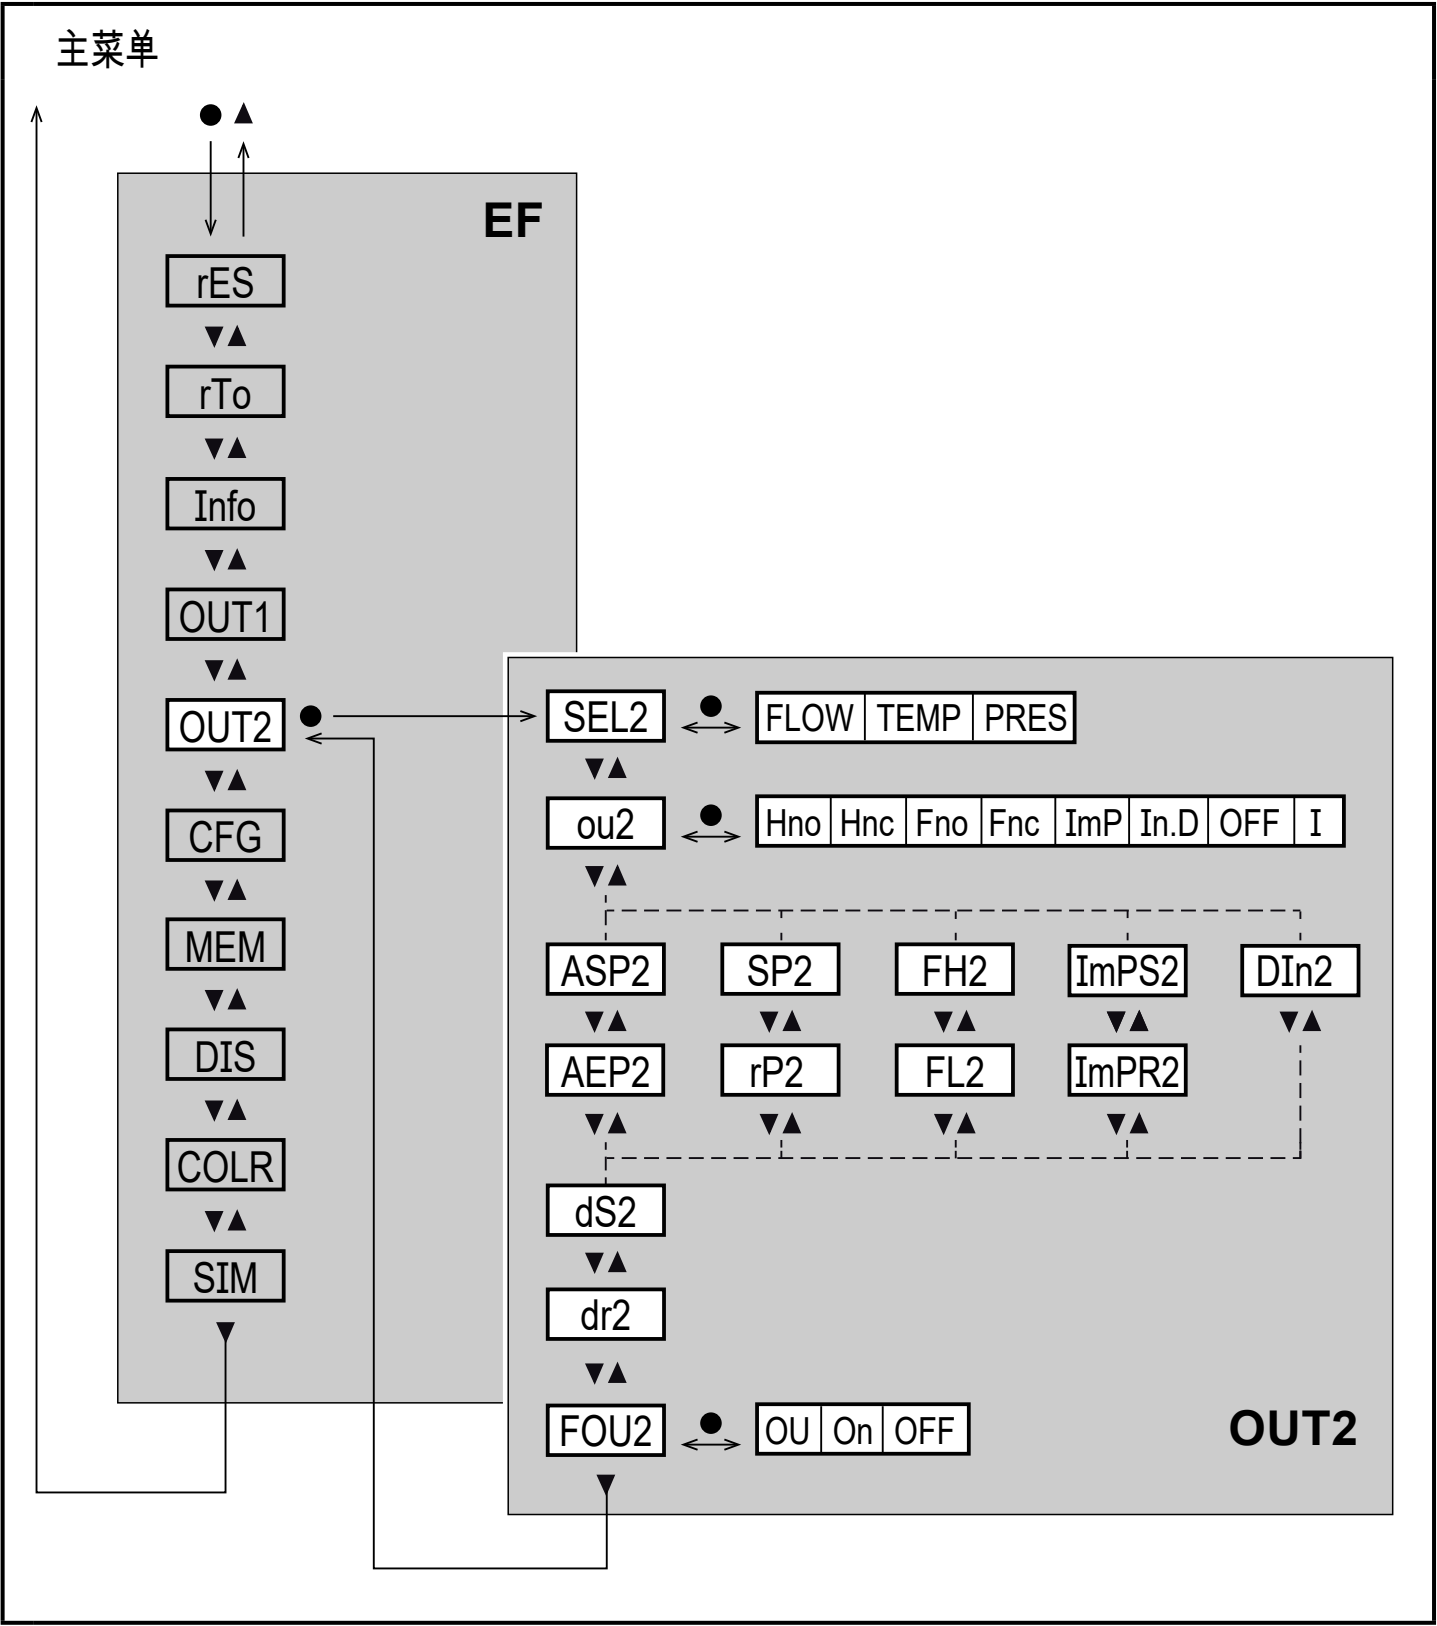 主菜单
EF
rES
rTo
Info
OUT1
OUT2
CFG
MEM
DIS
COLR
SIM
SEL2 FLOW TEMP PRES
ou2 Hno Hnc Fno Fnc ImP In.D OFF I
ASP2 SP2 FH2 ImPS2 DIn2
AEP2 rP2 FL2 ImPR2
dS2
dr2
FOU2 OU On OFF
OUT2